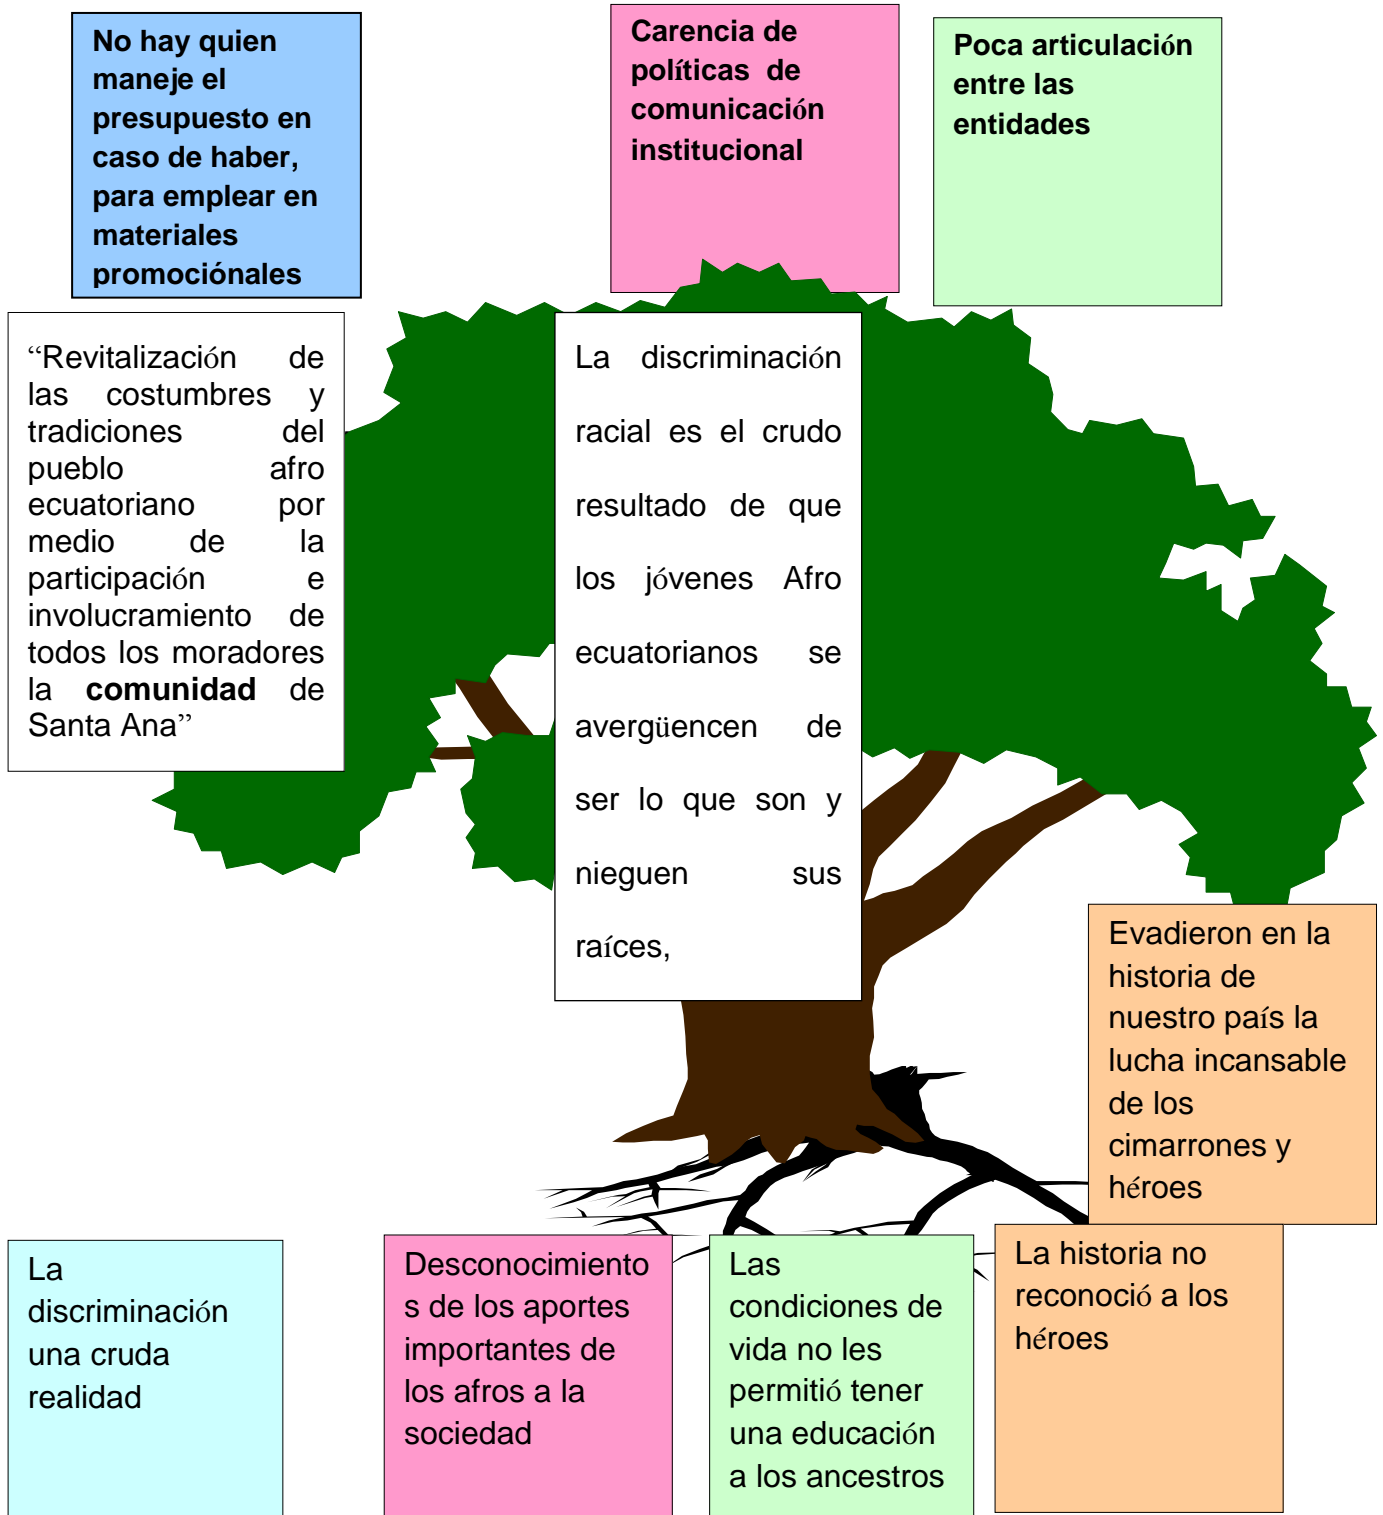 No hay quien
maneje el
presupuesto en
caso de haber,
para emplear en
materiales
promociónales
Carencia de
políticas de
comunicación
institucional
Poca articulación
entre las
entidades
“Revitalización de
las costumbres y
tradiciones del
pueblo afro
ecuatoriano por
medio de la
participación e
involucramiento de
todos los moradores
la comunidad de
Santa Ana”
La discriminación
racial es el crudo
resultado de que
los jóvenes Afro
ecuatorianos se
avergüencen de
ser lo que son y
nieguen sus
raíces,
Evadieron en la
historia de
nuestro país la
lucha incansable
de los
cimarrones y
héroes
La
discriminación
una cruda
realidad
Desconocimiento
s de los aportes
importantes de
los afros a la
sociedad
Las
condiciones de
vida no les
permitió tener
una educación
a los ancestros
La historia no
reconoció a los
héroes